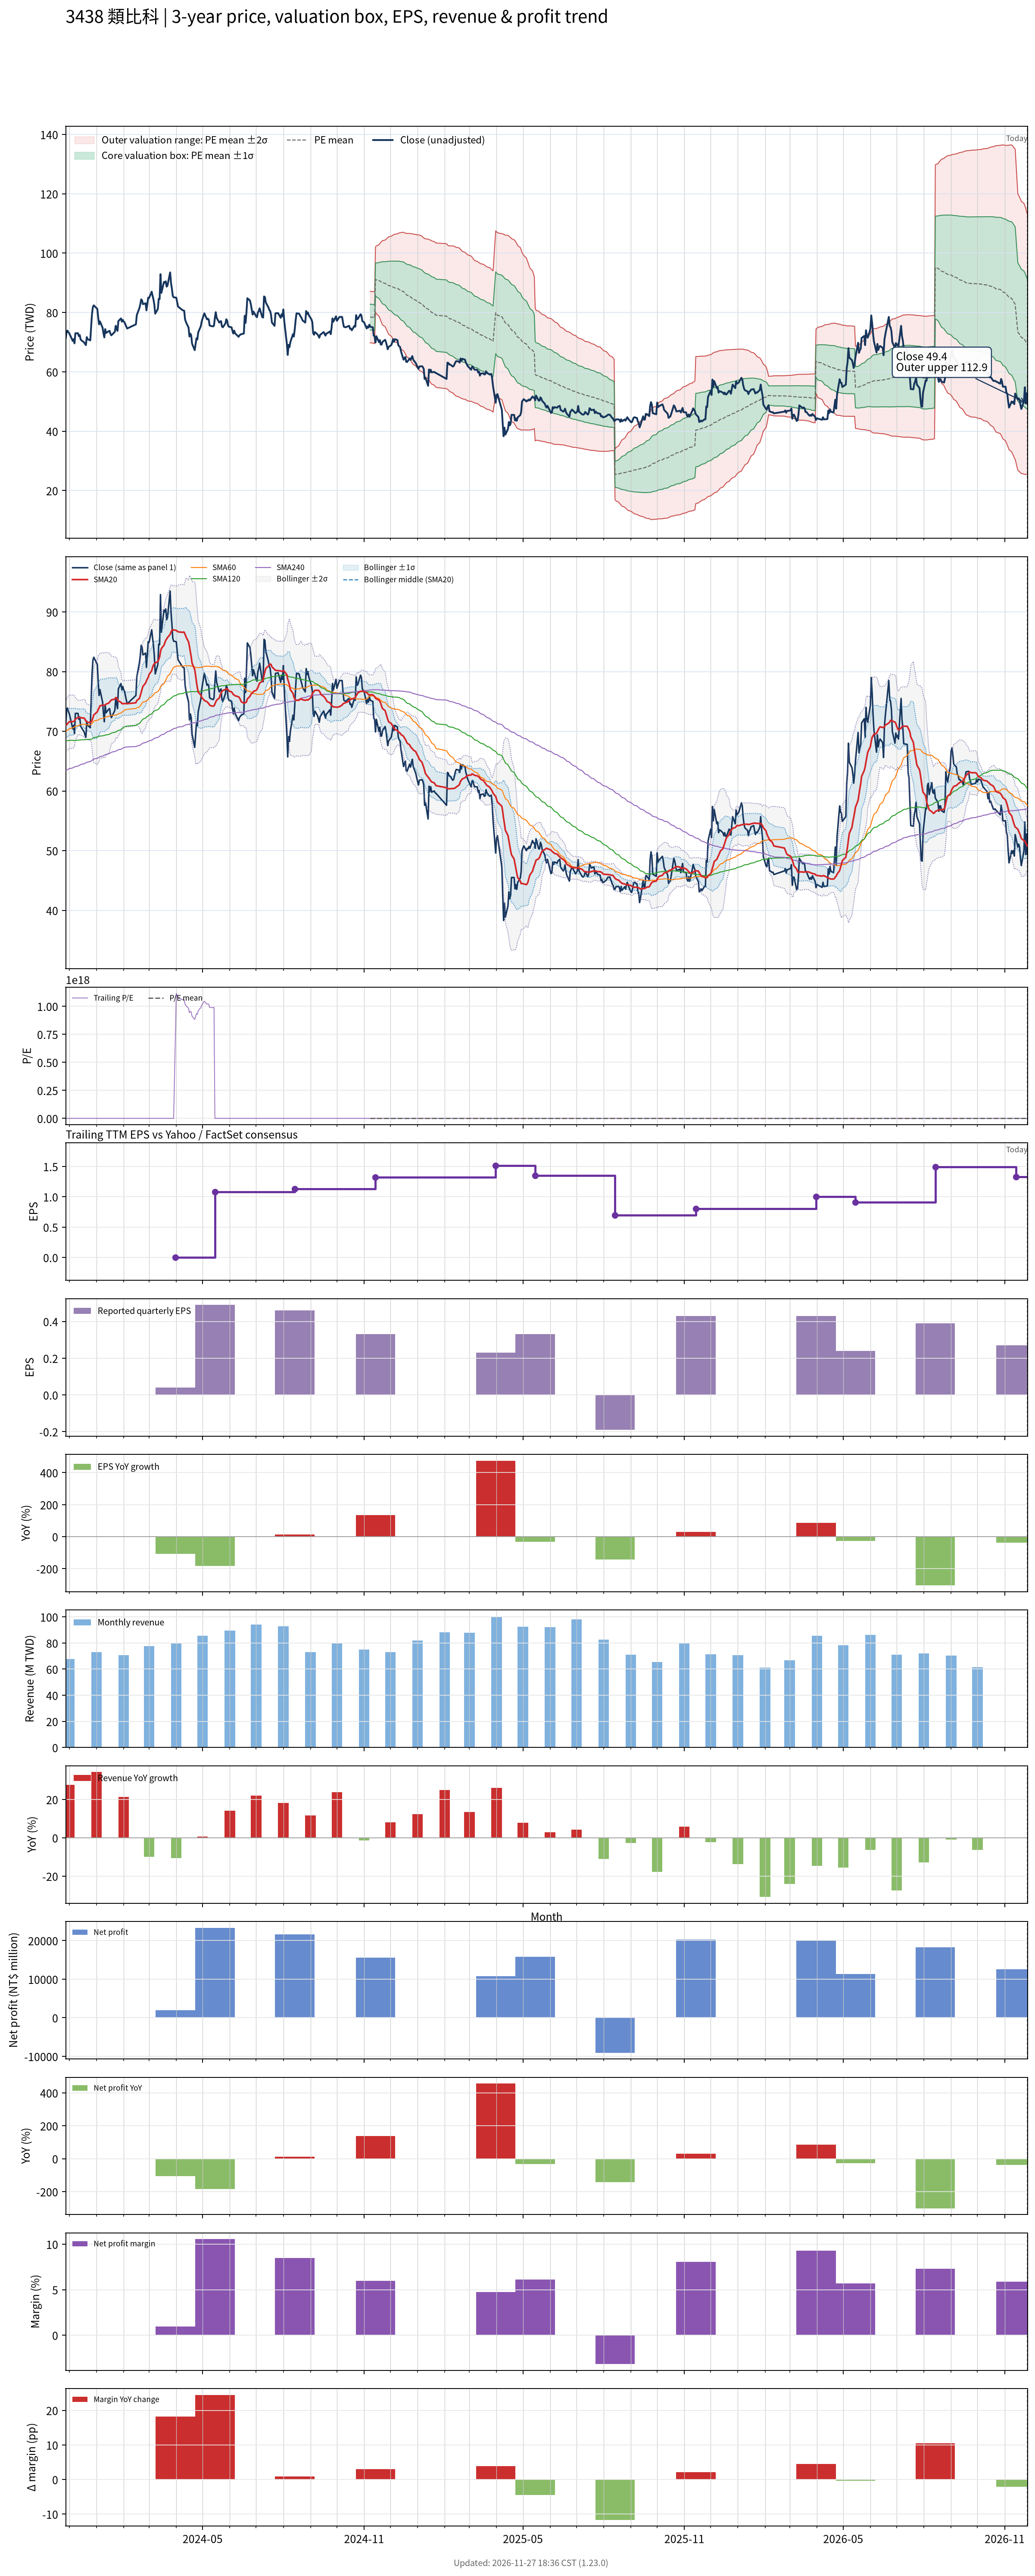 3438 類比科 | 3-year price, valuation box, EPS, revenue & profit trend
Outer valuation range: PE mean ±2σ
PE mean
Close (unadjusted)
Core valuation box: PE mean ±1σ
Today
Price (TWD)
140
120
100
80
60
40
20
Close 49.4
Outer upper 112.9
Close (same as panel 1)
SMA60
SMA240
Bollinger ±1σ
SMA20
SMA120
Bollinger ±2σ
Bollinger middle (SMA20)
Price
90
80
70
60
50
40
1e18
Trailing P/E
P/E mean
P/E
1.00
0.75
0.50
0.25
0.00
Trailing TTM EPS vs Yahoo / FactSet consensus
Today
EPS
1.5
1.0
0.5
0.0
Reported quarterly EPS
EPS
0.4
0.2
0.0
-0.2
EPS YoY growth
YoY (%)
400
200
0
-200
Monthly revenue
Revenue (M TWD)
100
80
60
40
20
0
Revenue YoY growth
YoY (%)
20
0
-20
Month
Net profit
Net profit (NT$ million)
20000
10000
0
-10000
Net profit YoY
YoY (%)
400
200
0
-200
Net profit margin
Margin (%)
10
5
0
Margin YoY change
Δ margin (pp)
20
10
0
-10
2024-05
2024-11
2025-05
2025-11
2026-05
2026-11
Updated: 2026-11-27 18:36 CST (1.23.0)